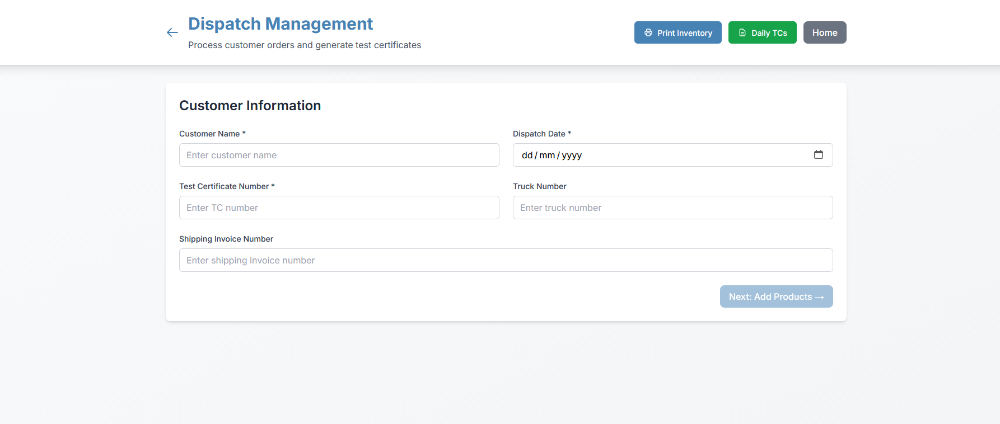 Dispatch Management
Process customer orders and generate test certificates
Print Inventory
Daily TCs
Home
Customer Information
Customer Name *
Dispatch Date *
Enter customer name
dd/mm/yyyy
Test Certificate Number *
Truck Number
Enter TC number
Enter truck number
Shipping Invoice Number
Enter shipping invoice number
Next: Add Products →